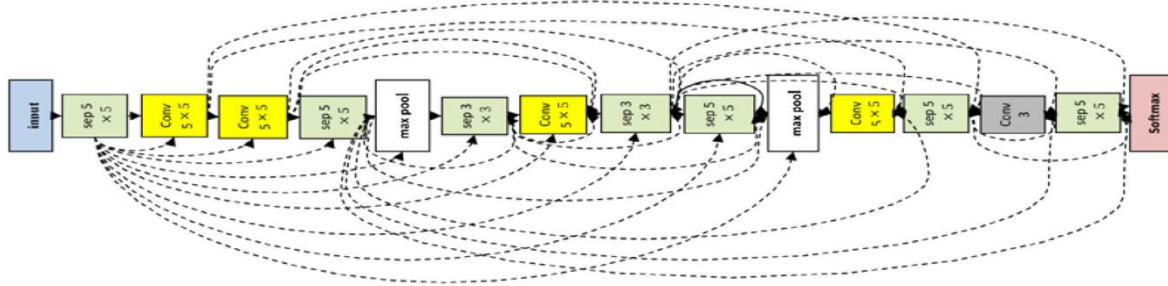 input
sep 5
x 5
Conv
5 x 5
Conv
5 x 5
sep 5
x 5
max pool
sep 3
x 3
Conv
5 x 5
sep 3
x 3
sep 5
x 5
max pool
Conv
5 x 5
sep 5
x 5
Conv
3
sep 5
x 5
Softmax